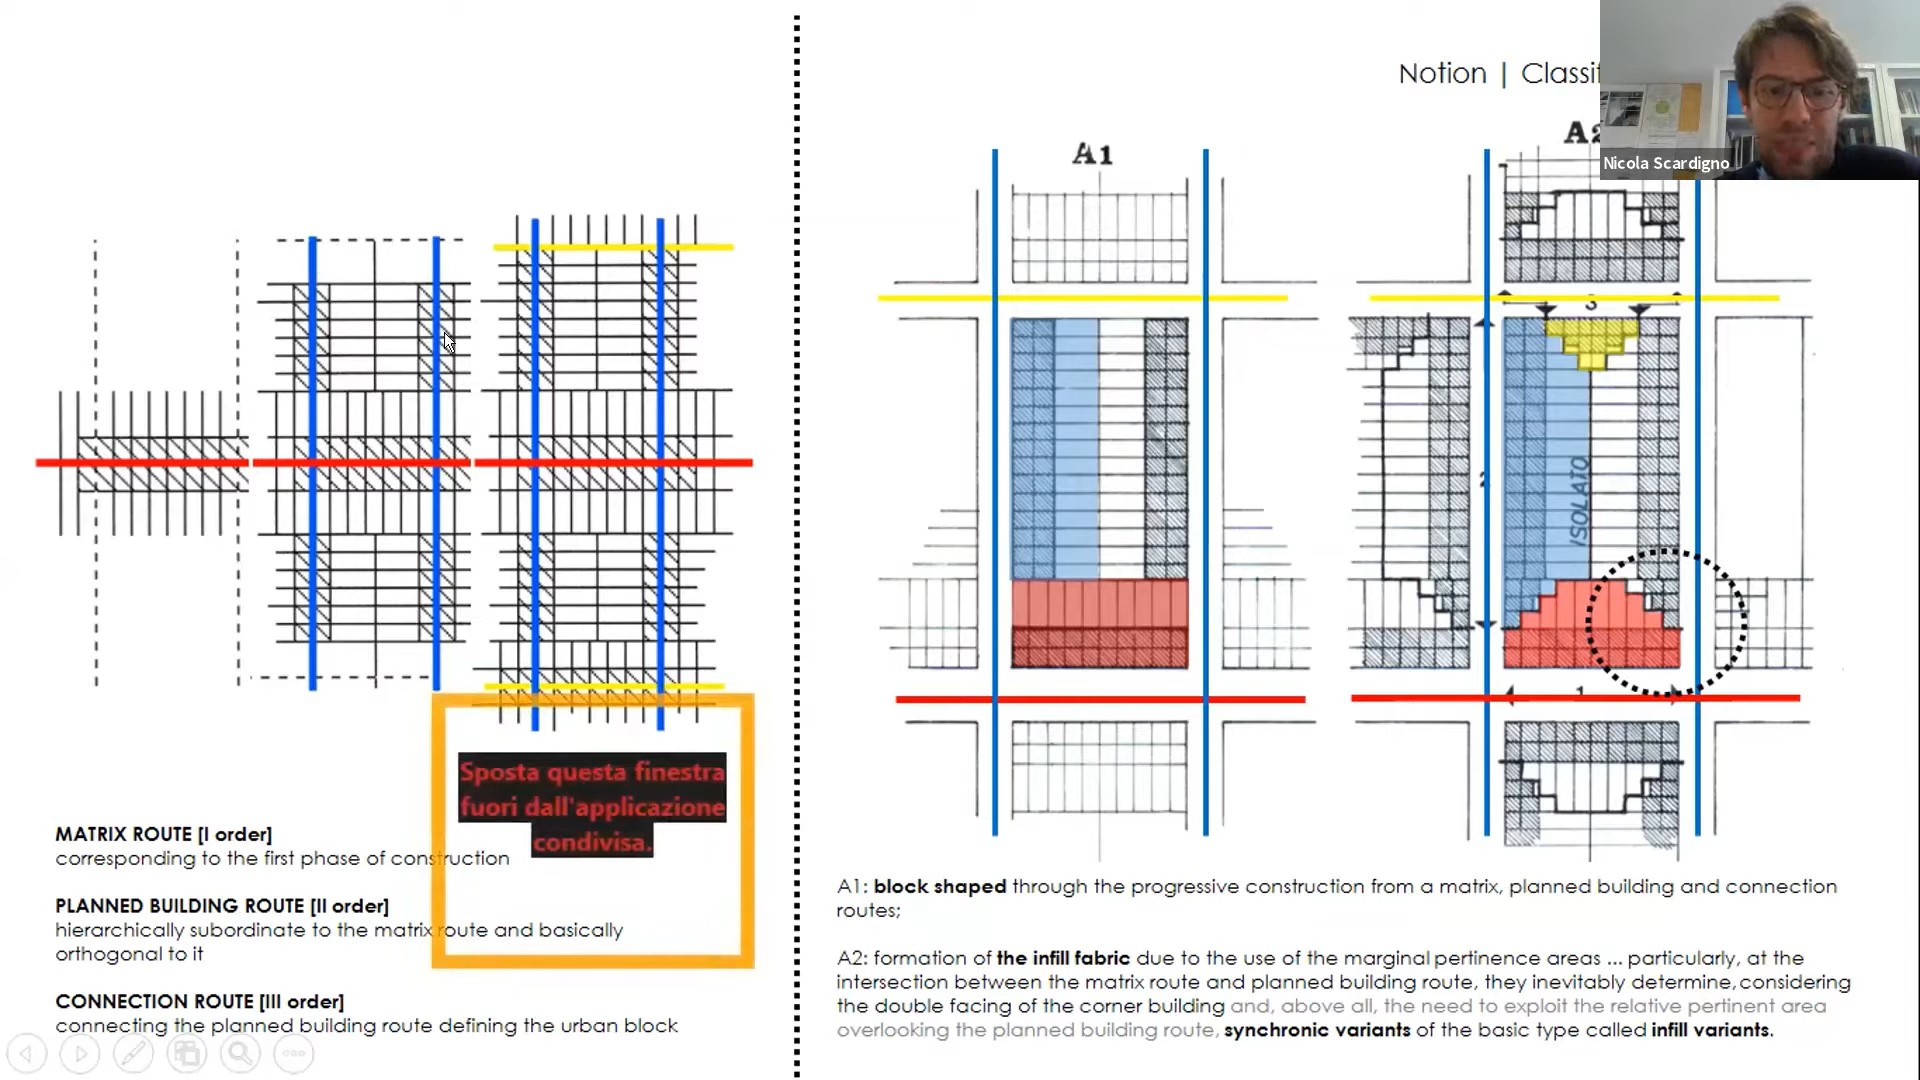 Notion | Classif
Nicola Scardigno
A1
A2
3
2
ISOLATO
1
Sposta questa finestra
fuori dall'applicazione
condivisa.
MATRIX ROUTE [I order]
corresponding to the first phase of construction
PLANNED BUILDING ROUTE [II order]
hierarchically subordinate to the matrix route and basically
orthogonal to it
CONNECTION ROUTE [III order]
connecting the planned building route defining the urban block
A1: block shaped through the progressive construction from a matrix, planned building and connection
routes;
A2: formation of the infill fabric due to the use of the marginal pertinence areas ... particularly, at the
intersection between the matrix route and planned building route, they inevitably determine, considering
the double facing of the corner building and, above all, the need to exploit the relative pertinent area
overlooking the planned building route, synchronic variants of the basic type called infill variants.